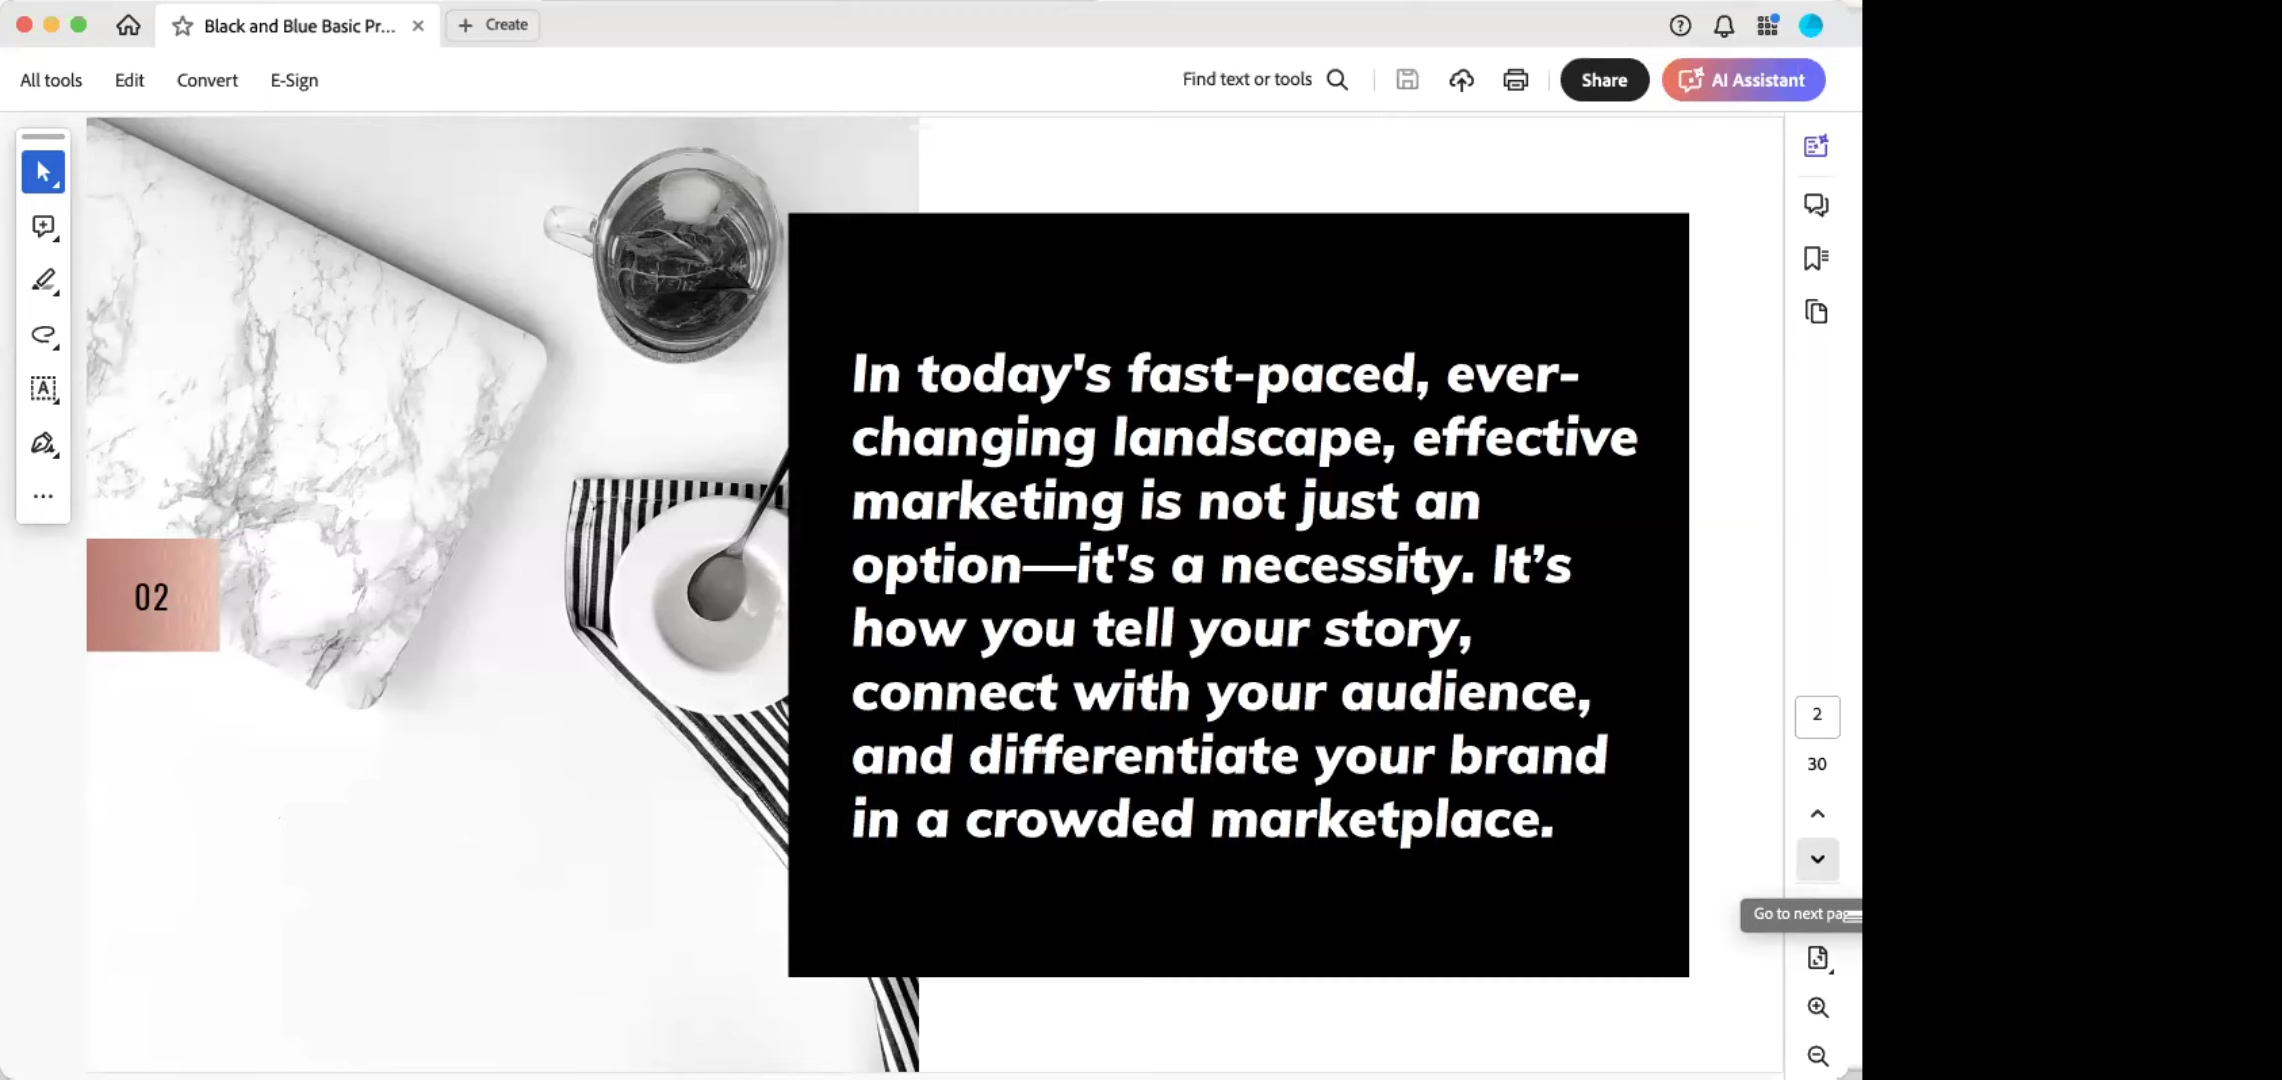 Black and Blue Basic Pr...
Create
All tools
Edit
Convert
E-Sign
Find text or tools
Share
AI Assistant
In today's fast-paced, ever-
changing landscape, effective
marketing is not just an
option—it's a necessity. It’s
how you tell your story,
connect with your audience,
and differentiate your brand
in a crowded marketplace.
02
2
30
Go to next pag